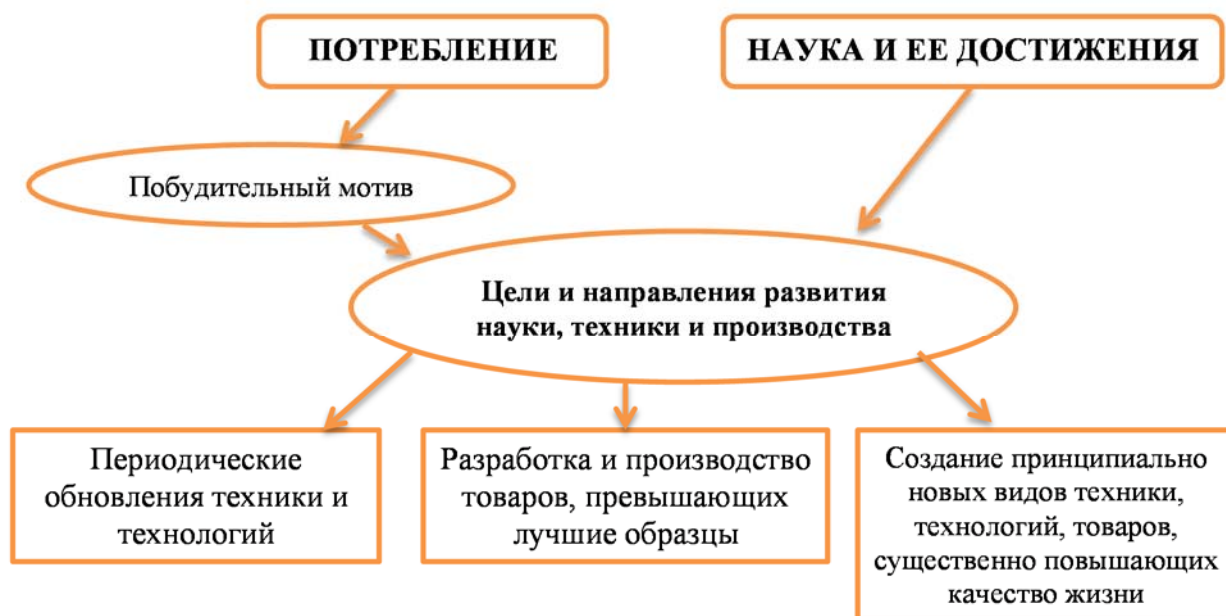 ПОТРЕБЛЕНИЕ
НАУКА И ЕЕ ДОСТИЖЕНИЯ
Побудительный мотив
Цели и направления развития
науки, техники и производства
Периодические
обновления техники и
технологий
Разработка и производство
товаров, превышающих
лучшие образцы
Создание принципиально
новых видов техники,
технологий, товаров,
существенно повышающих
качество жизни